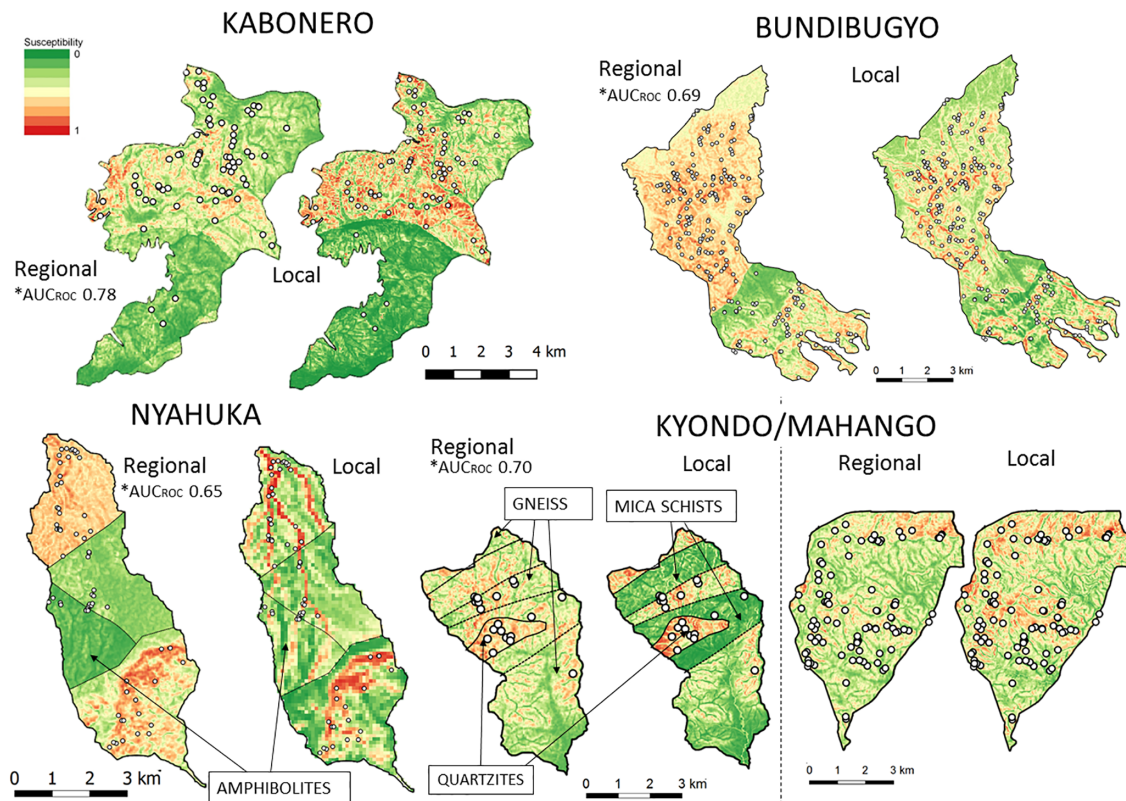 KABONERO
BUNDIBUGYO
Susceptibility
0
1
Regional
*AUCROC 0.78
Local
0 1 2 3 4 km
Regional
*AUCROC 0.69
Local
0 1 2 3 km
NYAHUKA
Regional
*AUCROC 0.65
Local
AMPHIBOLITES
0 1 2 3 km
KYONDO/MAHANGO
Regional
*AUCROC 0.70
Local
GNEISS
MICA SCHISTS
QUARTZITES
0 1 2 3 km
Regional
Local
0 1 2 3 km